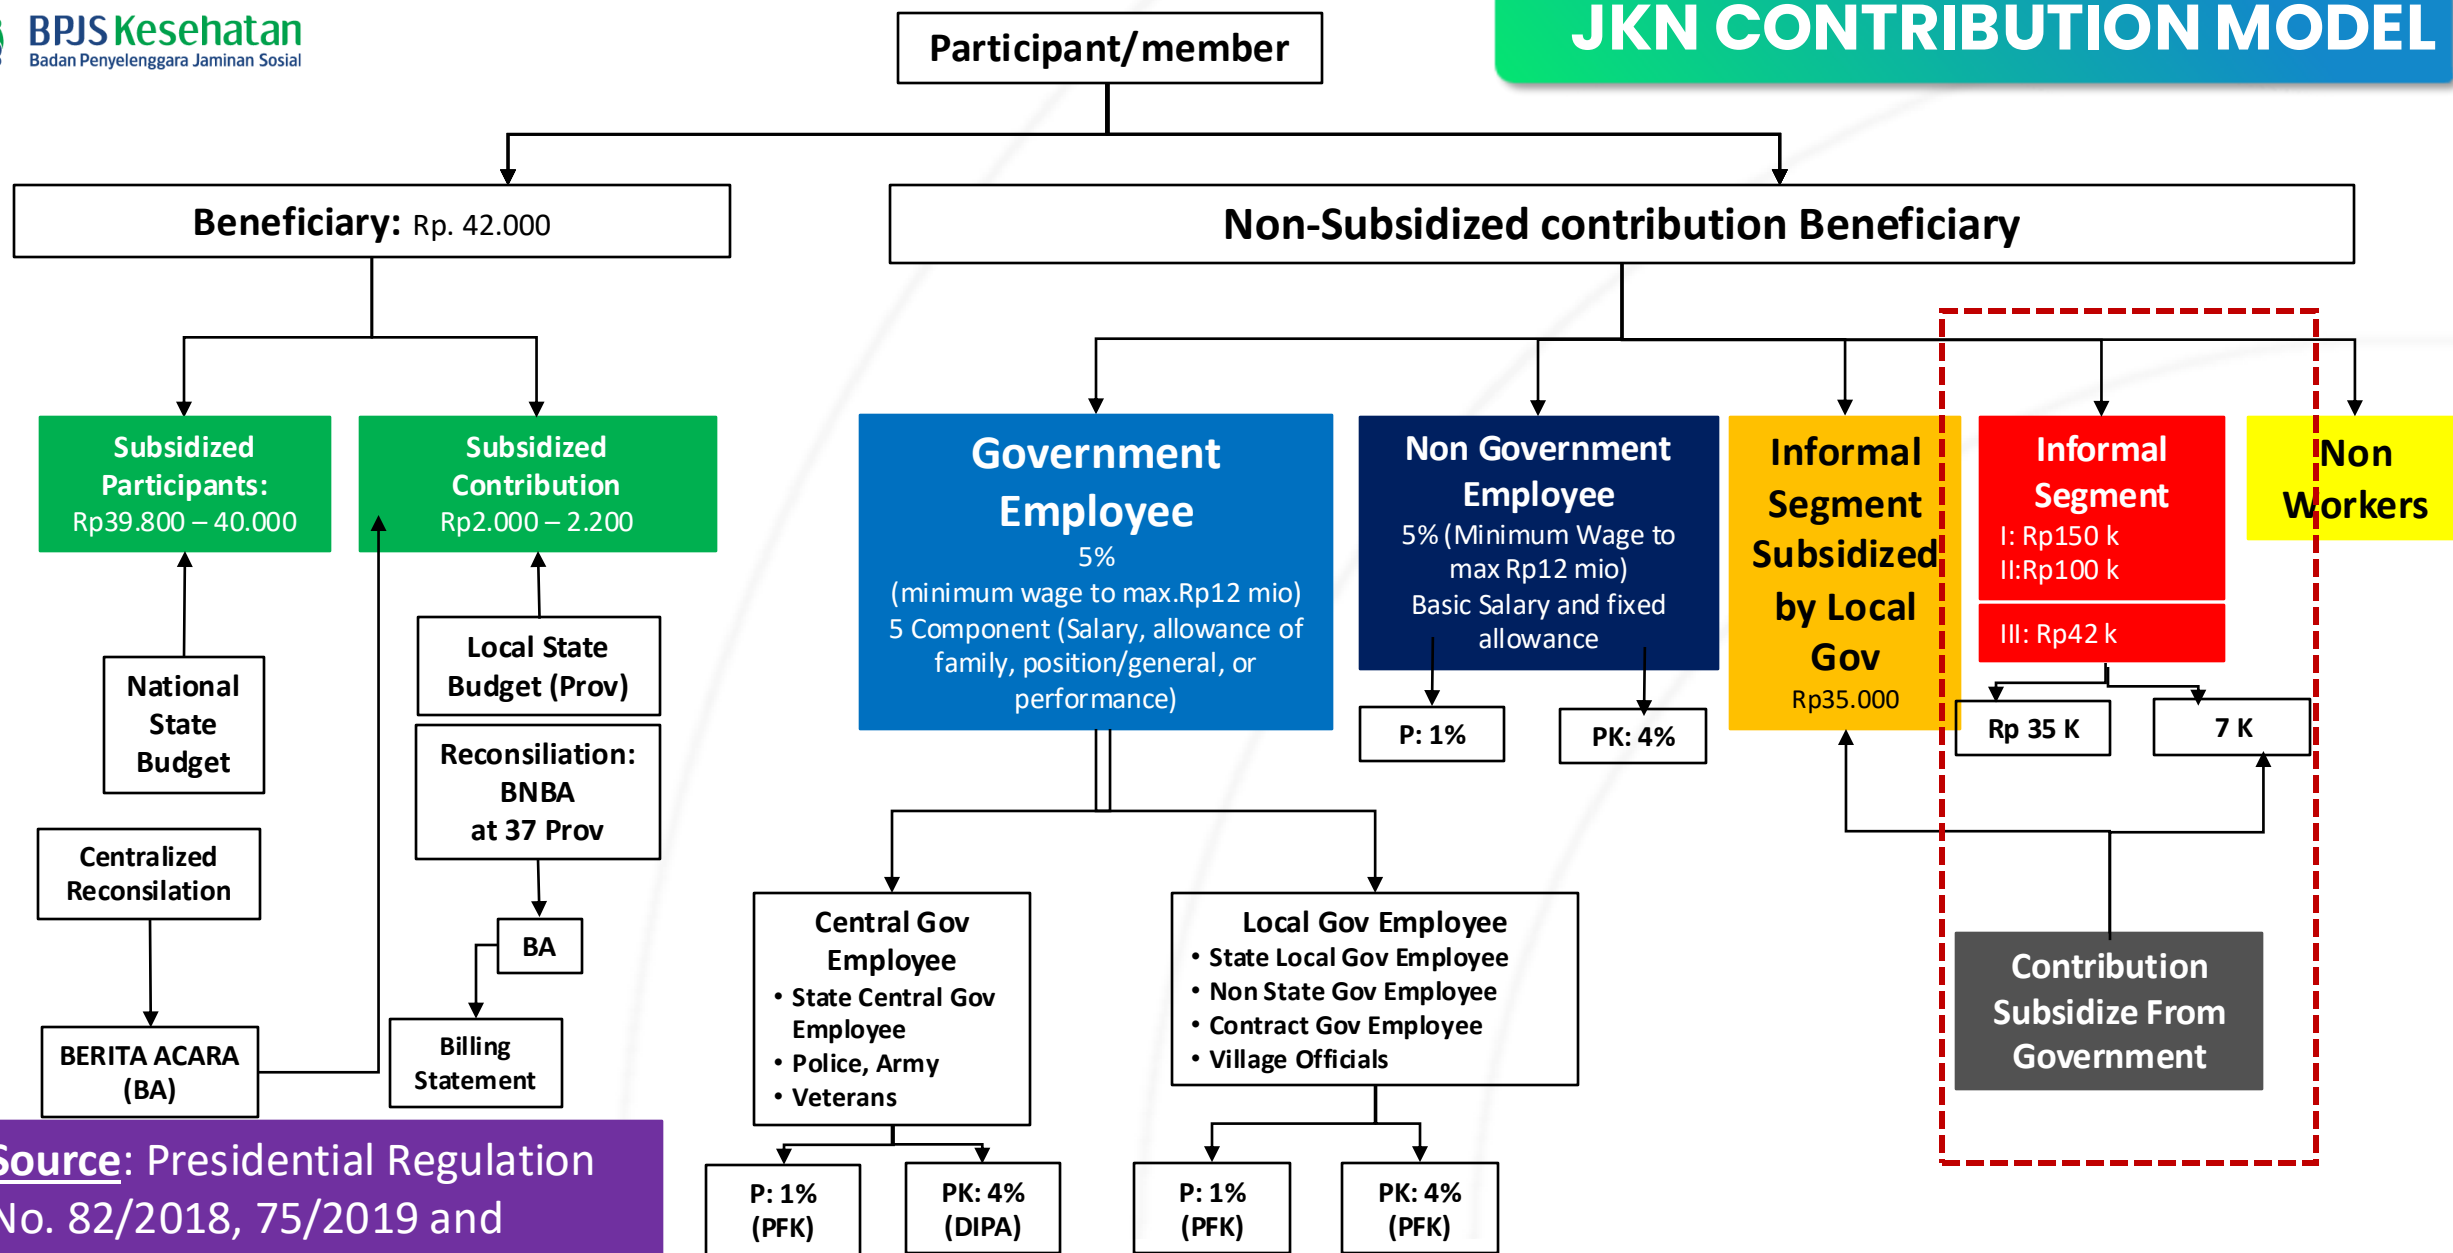 BPJS Kesehatan
Badan Penyelenggara Jaminan Sosial
JKN CONTRIBUTION MODEL
Participant/member
Beneficiary: Rp. 42.000
Non-Subsidized contribution Beneficiary
Subsidized
Participants:
Rp39.800 – 40.000
Subsidized
Contribution
Rp2.000 – 2.200
National
State
Budget
Local State
Budget (Prov)
Reconsiliation:
BNBA
at 37 Prov
Centralized
Reconsilation
BA
BERITA ACARA
(BA)
Billing
Statement
Government
Employee
5%
(minimum wage to max.Rp12 mio)
5 Component (Salary, allowance of
family, position/general, or
performance)
Non Government
Employee
5% (Minimum Wage to
max Rp12 mio)
Basic Salary and fixed
allowance
P: 1%
PK: 4%
Informal
Segment
Subsidized
by Local
Gov
Rp35.000
Informal
Segment
I: Rp150 k
II:Rp100 k
III: Rp42 k
Rp 35 K
7 K
Non
Workers
Central Gov
Employee
• State Central Gov
Employee
• Police, Army
• Veterans
Local Gov Employee
• State Local Gov Employee
• Non State Gov Employee
• Contract Gov Employee
• Village Officials
Contribution
Subsidize From
Government
P: 1%
(PFK)
PK: 4%
(DIPA)
P: 1%
(PFK)
PK: 4%
(PFK)
Source: Presidential Regulation
No. 82/2018, 75/2019 and